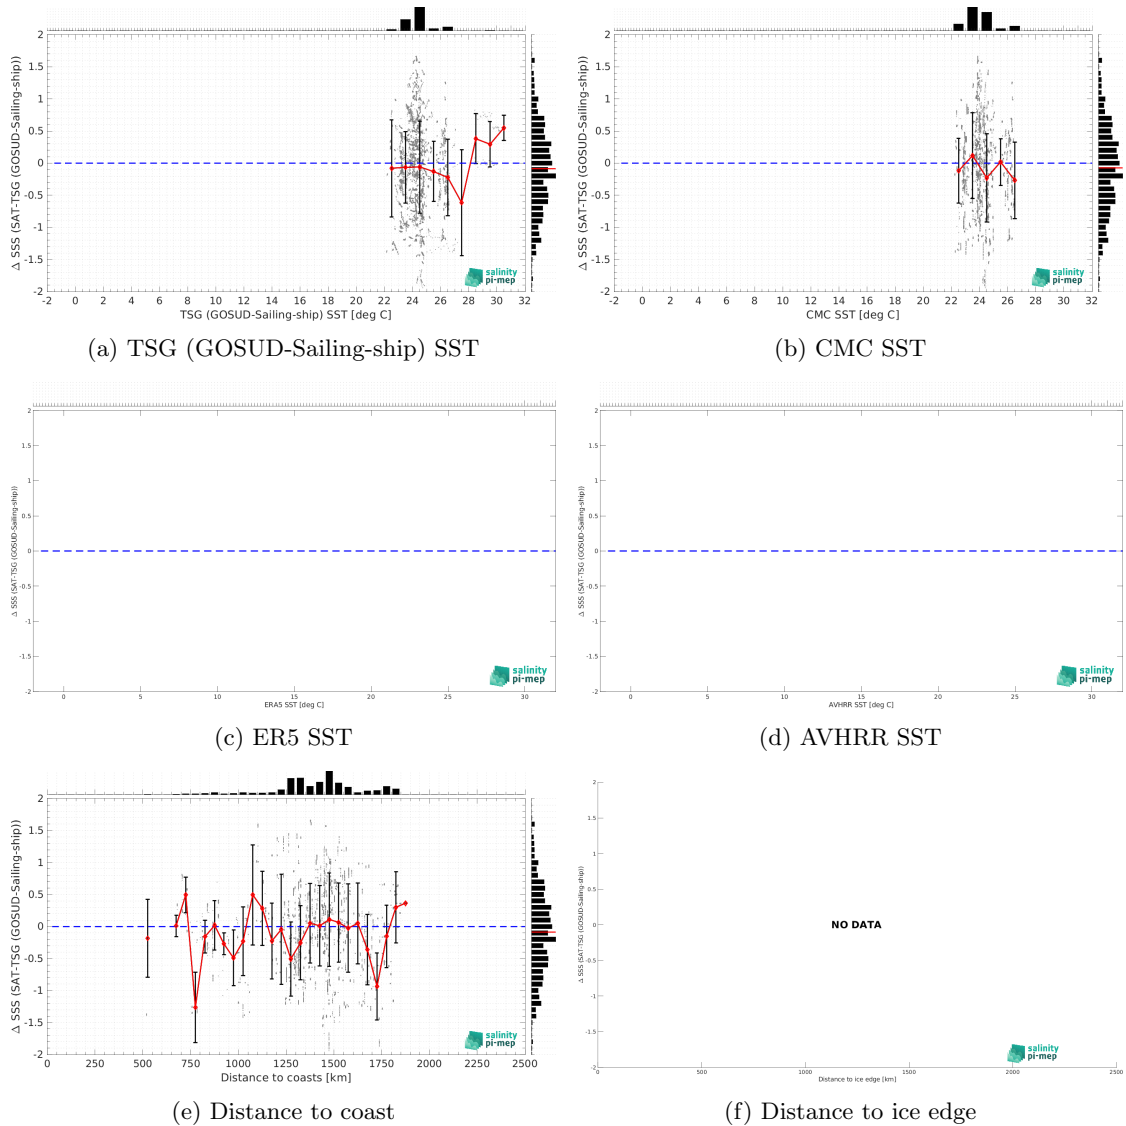 2
1.5
1
0.5
0
-0.5
-1
-1.5
-2
Δ SSS (SAT-TSG (GOSUD-Sailing-ship))
-2 0 2 4 6 8 10 12 14 16 18 20 22 24 26 28 30 32
TSG (GOSUD-Sailing-ship) SST [deg C]
salinity
pi-mep
(a) TSG (GOSUD-Sailing-ship) SST
2
1.5
1
0.5
0
-0.5
-1
-1.5
-2
Δ SSS (SAT-TSG (GOSUD-Sailing-ship))
-2 0 2 4 6 8 10 12 14 16 18 20 22 24 26 28 30 32
CMC SST [deg C]
salinity
pi-mep
(b) CMC SST
2
1.5
1
0.5
0
-0.5
-1
-1.5
-2
Δ SSS (SAT-TSG (GOSUD-Sailing-ship))
0 5 10 15 20 25 30
ERA5 SST [deg C]
salinity
pi-mep
(c) ER5 SST
2
1.5
1
0.5
0
-0.5
-1
-1.5
-2
Δ SSS (SAT-TSG (GOSUD-Sailing-ship))
0 5 10 15 20 25 30
AVHRR SST [deg C]
salinity
pi-mep
(d) AVHRR SST
2
1.5
1
0.5
0
-0.5
-1
-1.5
-2
Δ SSS (SAT-TSG (GOSUD-Sailing-ship))
0 250 500 750 1000 1250 1500 1750 2000 2250 2500
Distance to coasts [km]
salinity
pi-mep
(e) Distance to coast
2
1.5
1
0.5
0
-0.5
-1
-1.5
-2
Δ SSS (SAT-TSG (GOSUD-Sailing-ship))
NO DATA
0 500 1000 1500 2000 2500
Distance to ice edge [km]
salinity
pi-mep
(f) Distance to ice edge